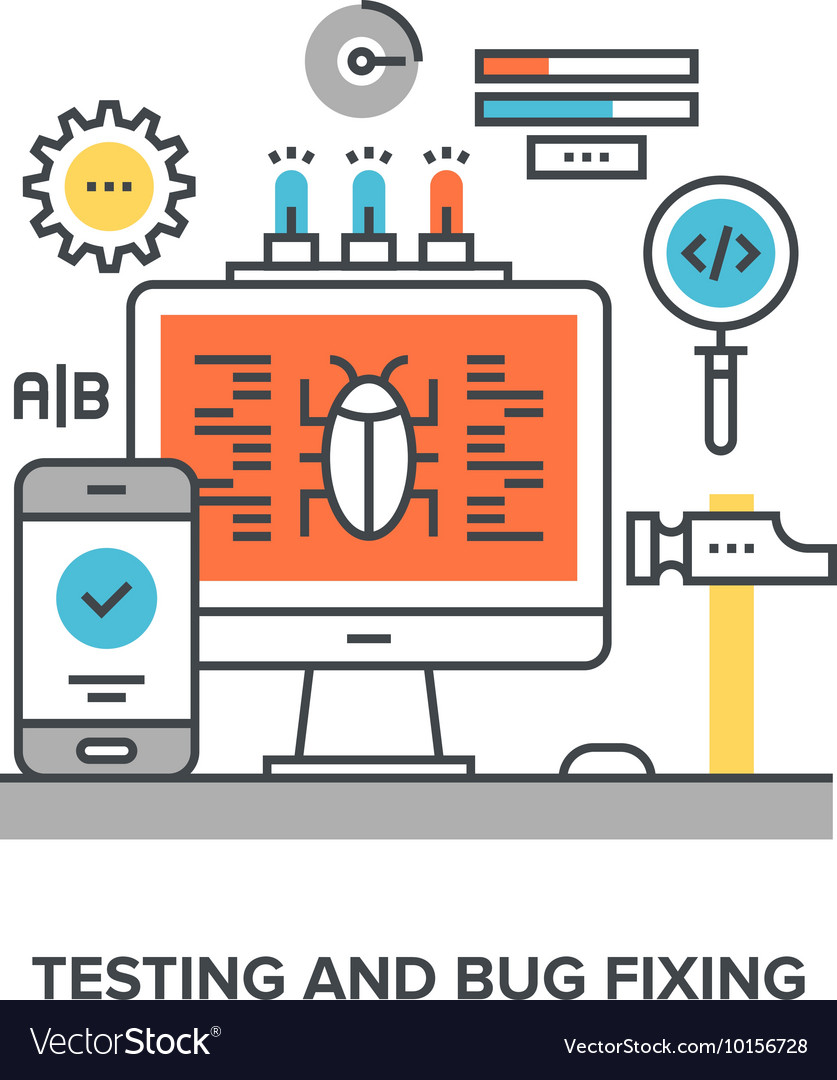 A|B
</>
TESTING AND BUG FIXING
VectorStock®
VectorStock.com/10156728